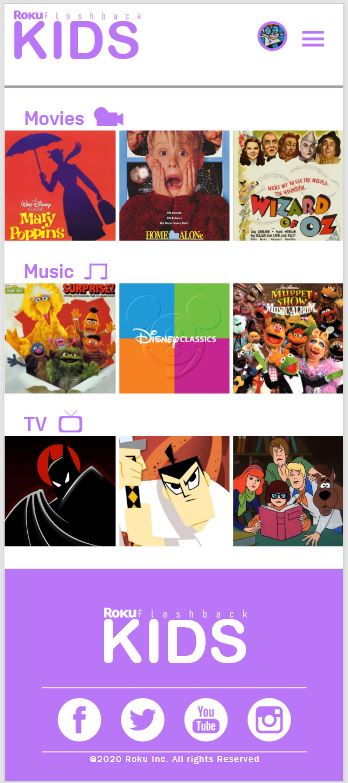 Roku Flashback
KIDS
Movies
Walt Disney
Mary
Poppins
HOME ALONe
WIZARD
OF OZ
Music
SURPRISE!
Disney CLASSICS
THE
MUPPET
SHOW
MUSIC ALBUM
TV
Roku Flashback
KIDS
f
You
Tube
©2020 Roku Inc. All rights Reserved